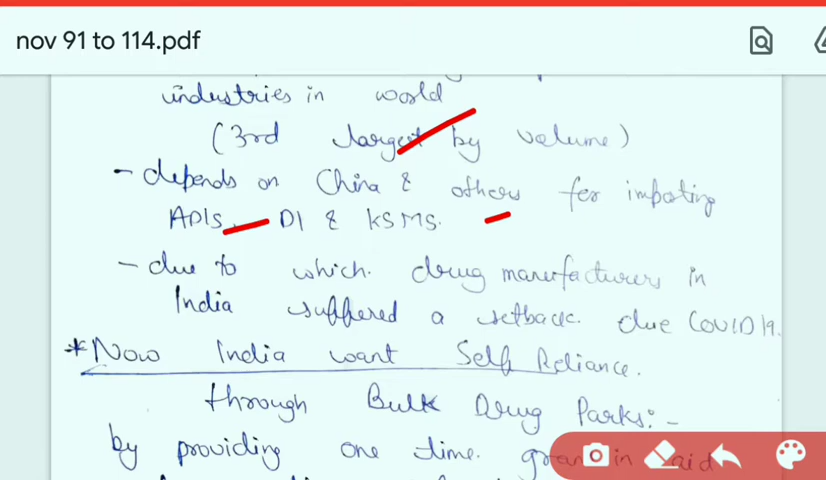 nov 91 to 114.pdf
industries in world
(3rd largest by volume)
- depends on China & others for importing
APIs DI & KSMs.
- due to which drug manufacturers in
India suffered a setback due COVID19.
*Now India want Self Reliance.
through Bulk Drug Parks:-
by providing one time grant in aid